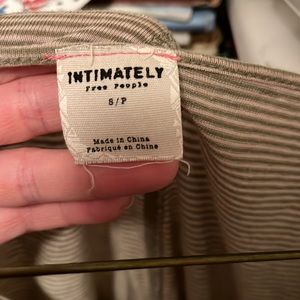 INTIMATELY
Free People
S/P
Made in China
Fabriqué en Chine